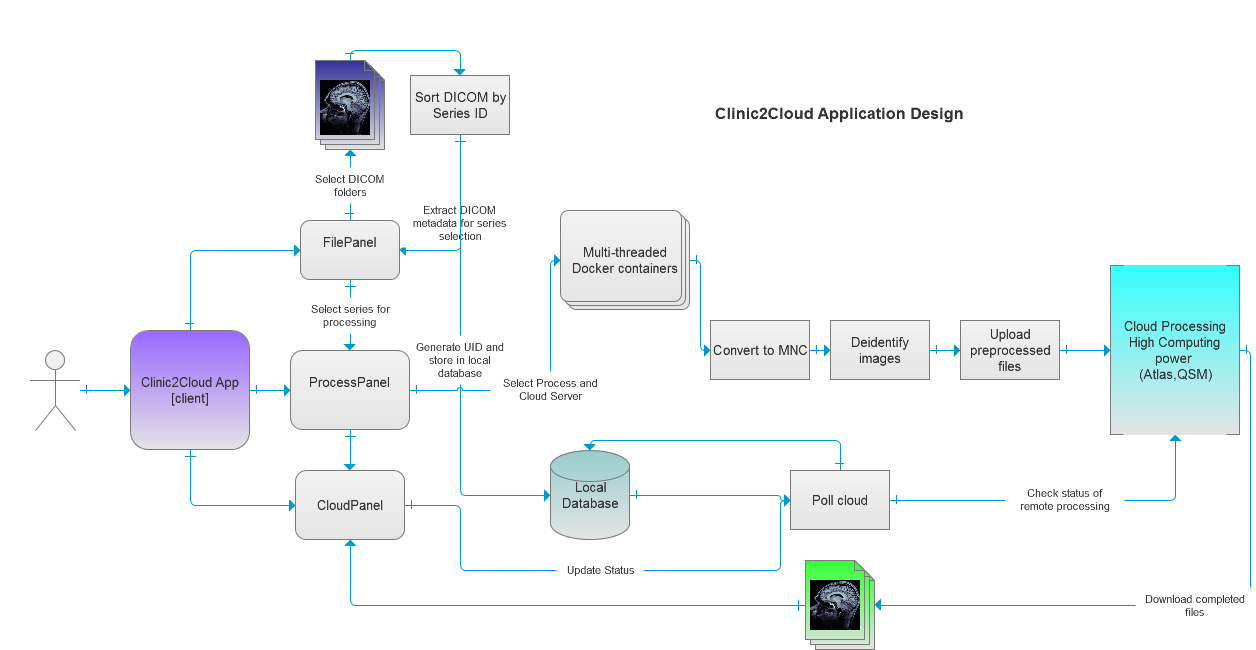 Clinic2Cloud Application Design
Sort DICOM by
Series ID
Select DICOM
folders
Extract DICOM
metadata for series
selection
FilePanel
Multi-threaded
Docker containers
Select series for
processing
Generate UID and
store in local
database
Convert to MNC
Deidentify
images
Upload
preprocessed
files
Cloud Processing
High Computing
power
(Atlas,QSM)
Clinic2Cloud App
[client]
ProcessPanel
Select Process and
Cloud Server
CloudPanel
Local
Database
Poll cloud
Check status of
remote processing
Update Status
Download completed
files